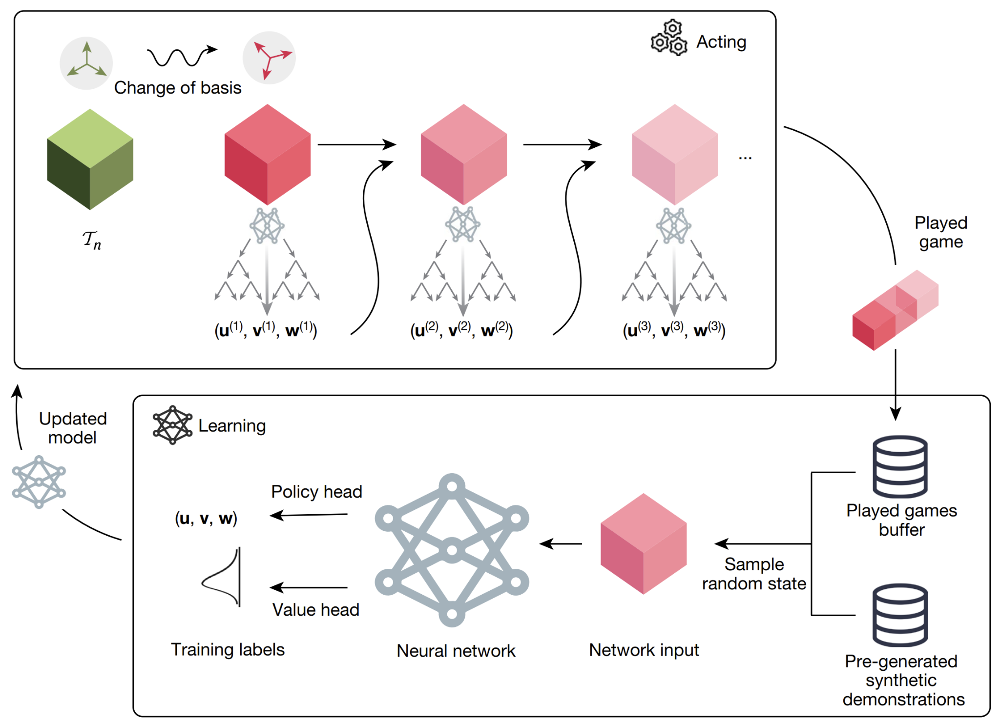 Acting
Change of basis
𝒯n
...
(u(1), v(1), w(1))
(u(2), v(2), w(2))
(u(3), v(3), w(3))
Played
game
Updated
model
Learning
Policy head
(u, v, w)
Value head
Training labels
Neural network
Network input
Sample
random state
Played games
buffer
Pre-generated
synthetic
demonstrations